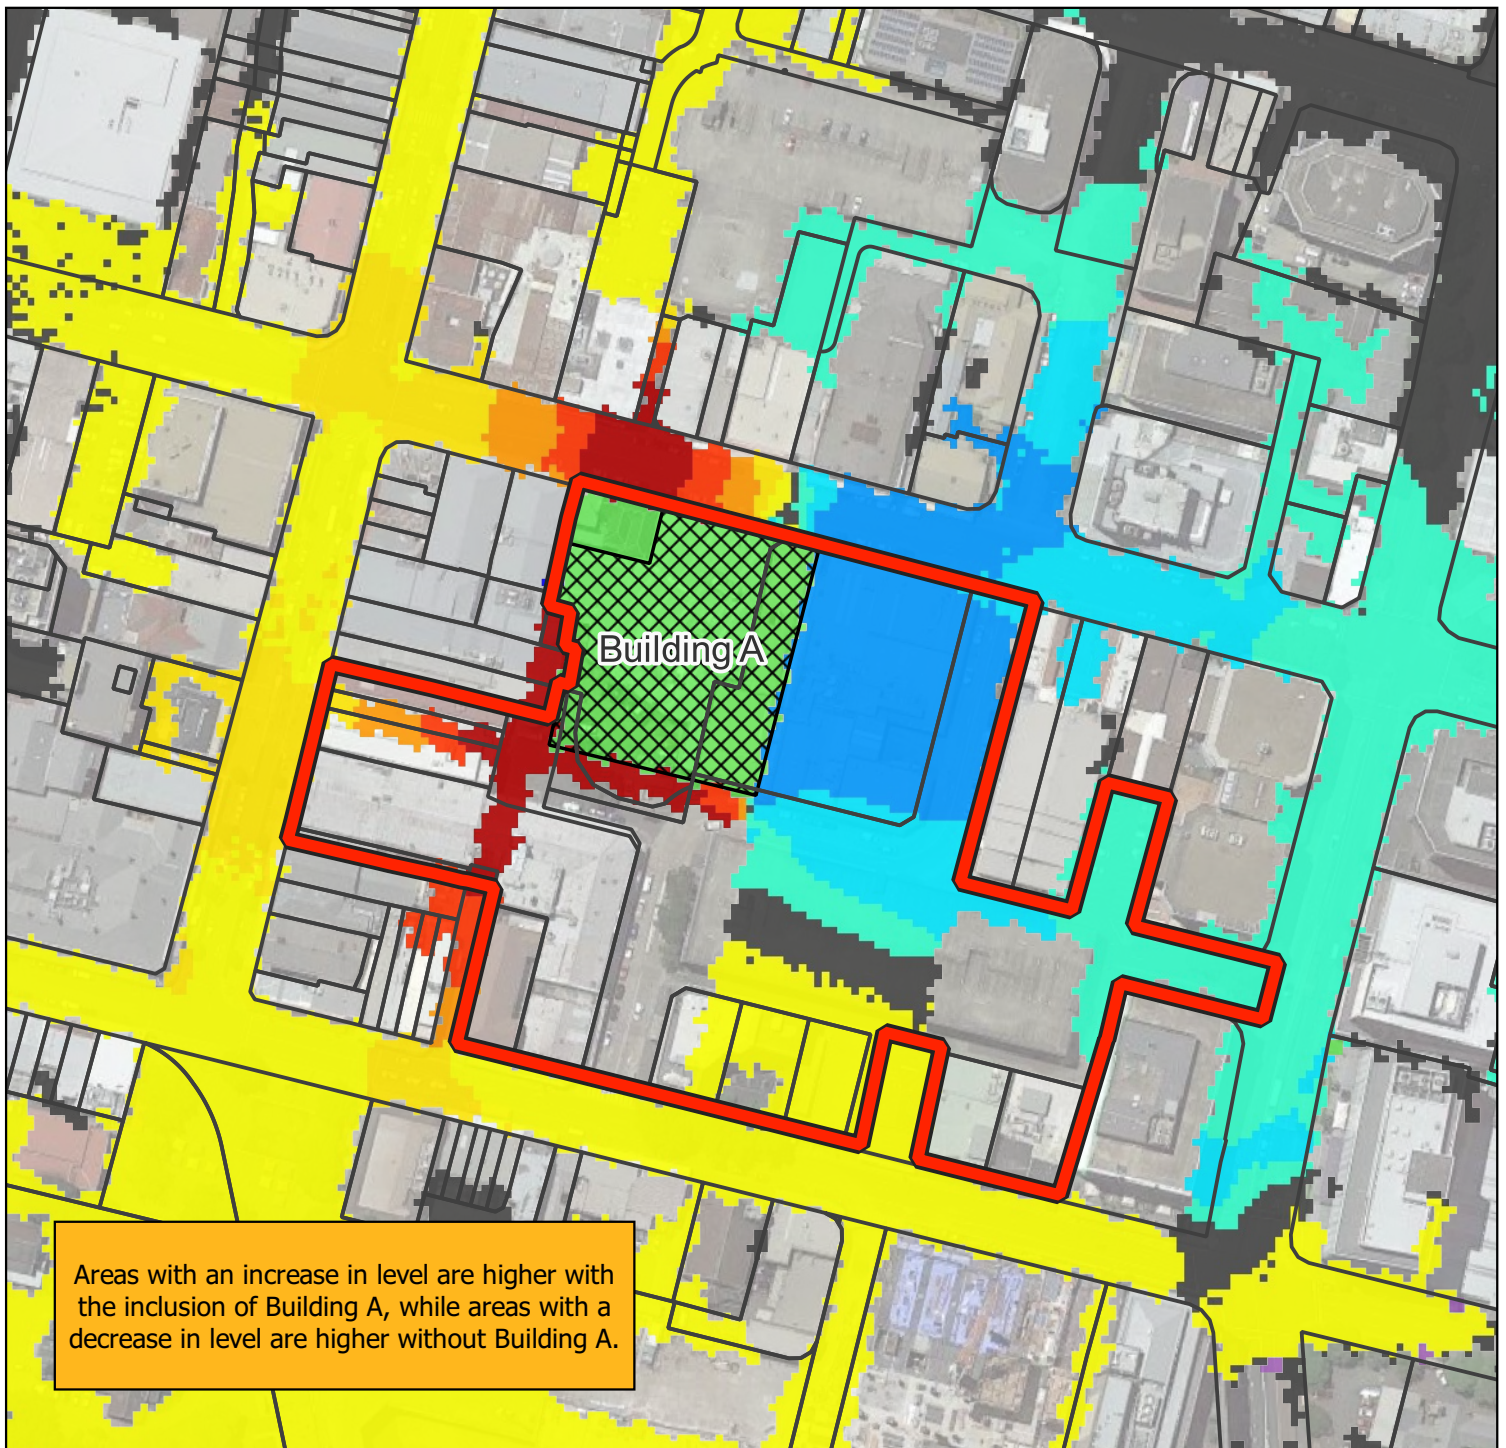 Building A
Areas with an increase in level are higher with
the inclusion of Building A, while areas with a
decrease in level are higher without Building A.